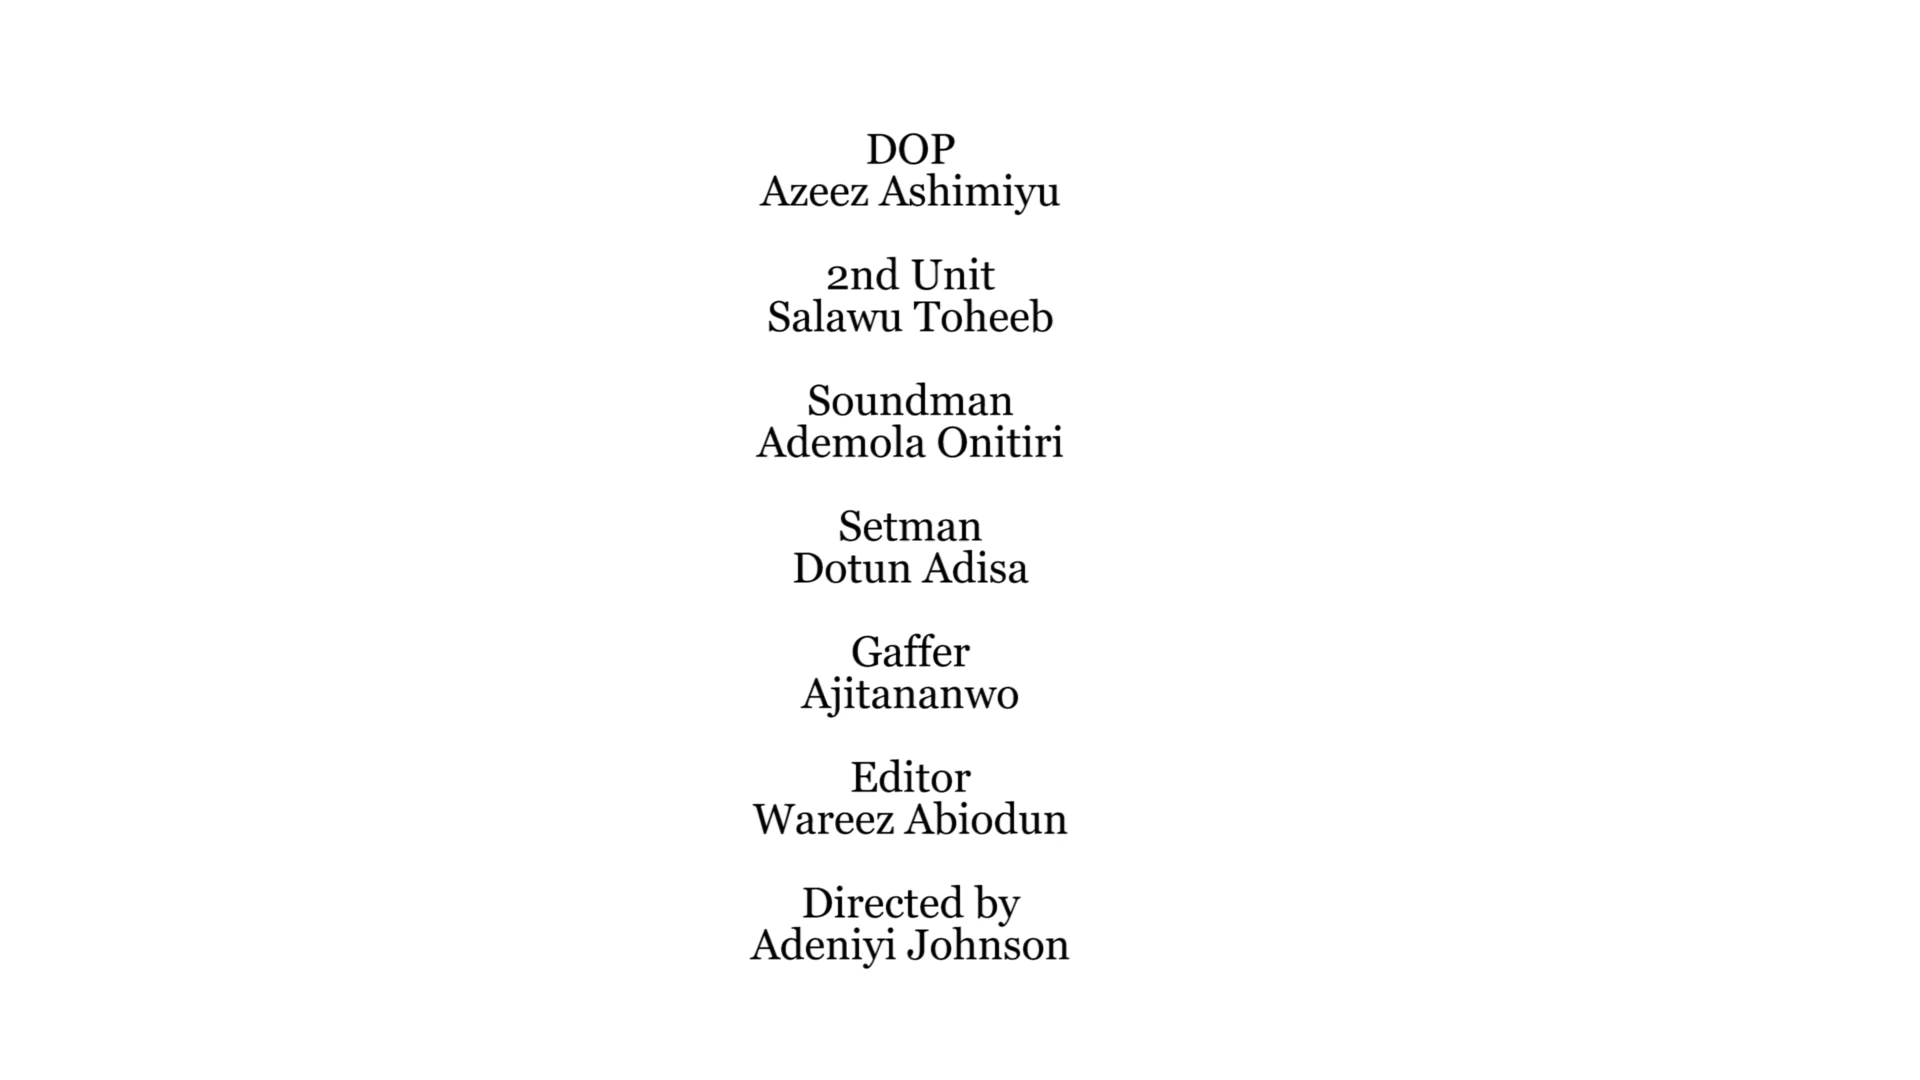 DOP
Azeez Ashimiyu
2nd Unit
Salawu Toheeb
Soundman
Ademola Onitiri
Setman
Dotun Adisa
Gaffer
Ajitananwo
Editor
Wareez Abiodun
Directed by
Adeniyi Johnson